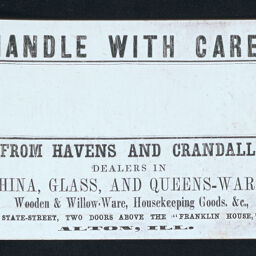 HANDLE WITH CARE
FROM HAVENS AND CRANDALL
DEALERS IN
HINA, GLASS, AND QUEENS-WAR
Wooden & Willow-Ware, Housekeeping Goods. &c.,
STATE-STREET, TWO DOORS ABOVE THE "FRANKLIN HOUSE,"
ALTON, ILL.